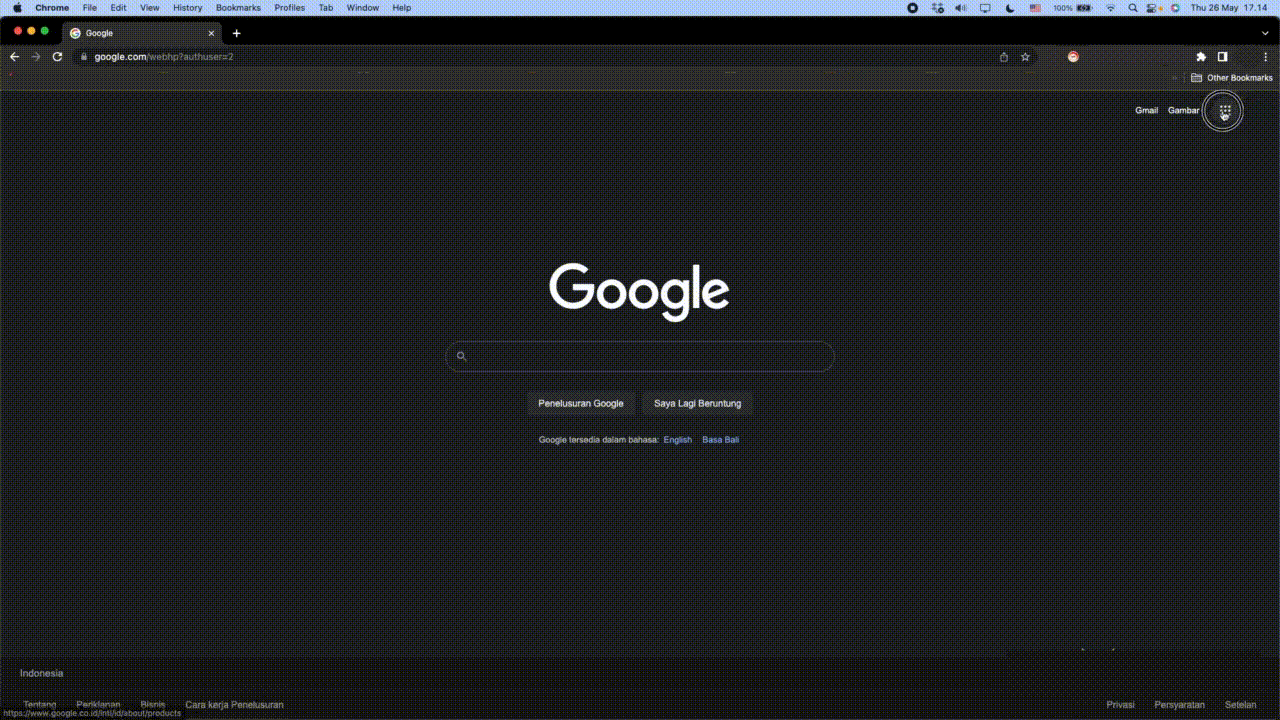 Chrome File Edit View History Bookmarks Profiles Tab Window Help 100% Thu 26 May 17.14
Google
google.com/webhp?authuser=2
Other Bookmarks
Gmail Gambar
Google
Penelusuran Google Saya Lagi Beruntung
Google tersedia dalam bahasa: English Basa Bali
Indonesia
Tentang Periklanan Bisnis Cara kerja Penelusuran Privasi Persyaratan Setelan
https://www.google.co.id/intl/id/about/products